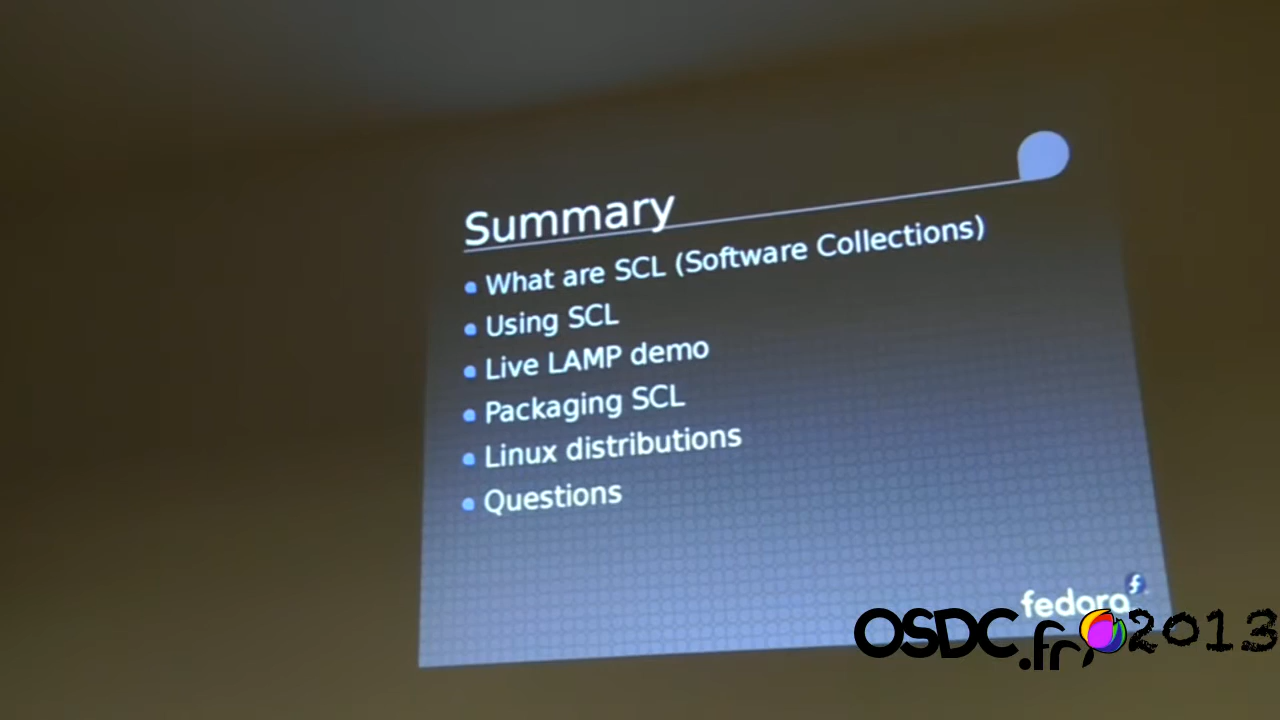 Summary
What are SCL (Software Collections)
Using SCL
Live LAMP demo
Packaging SCL
Linux distributions
Questions
fedora
OSDC.fr 2013